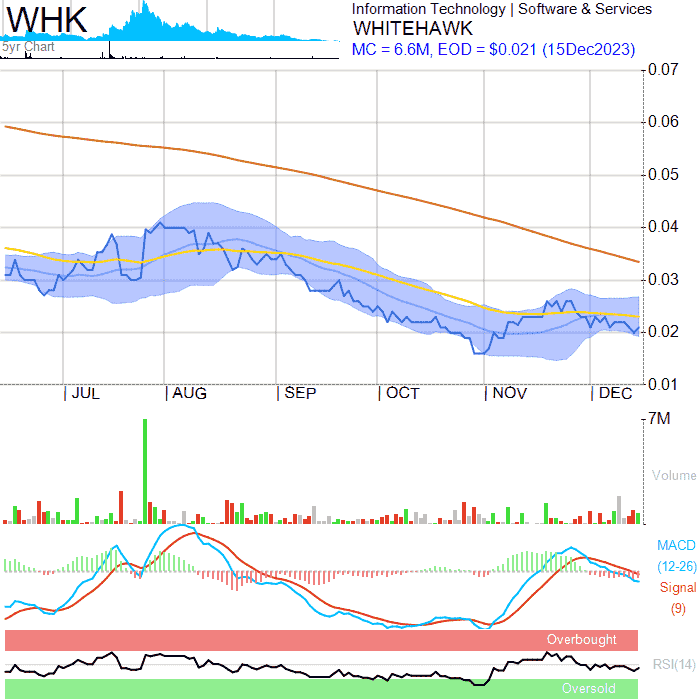 WHK
5yr Chart
Information Technology | Software & Services
WHITEHAWK
MC = 6.6M, EOD = $0.021 (15Dec2023)
0.07
0.06
0.05
0.04
0.03
0.02
0.01
| JUL | AUG | SEP | OCT | NOV | DEC
7M
Volume
MACD
(12-26)
Signal
(9)
Overbought
RSI(14)
Oversold